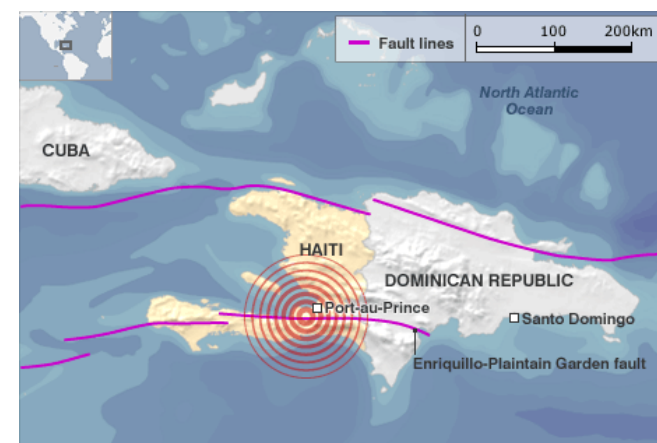 Fault lines
0 100 200km
North Atlantic
Ocean
CUBA
HAITI
DOMINICAN REPUBLIC
Port-au-Prince
Santo Domingo
Enriquillo-Plaintain Garden fault